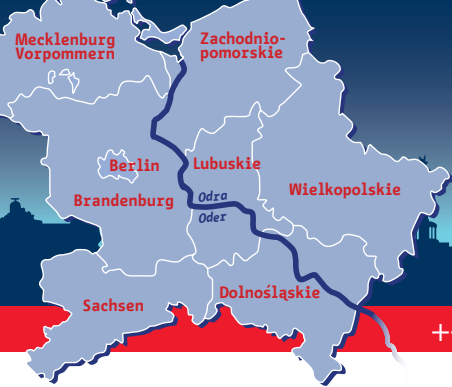 Mecklenburg
Vorpommern
Zachodnio-
pomorskie
Berlin
Lubuskie
Brandenburg
Wielkopolskie
Odra
Oder
Sachsen
Dolnośląskie